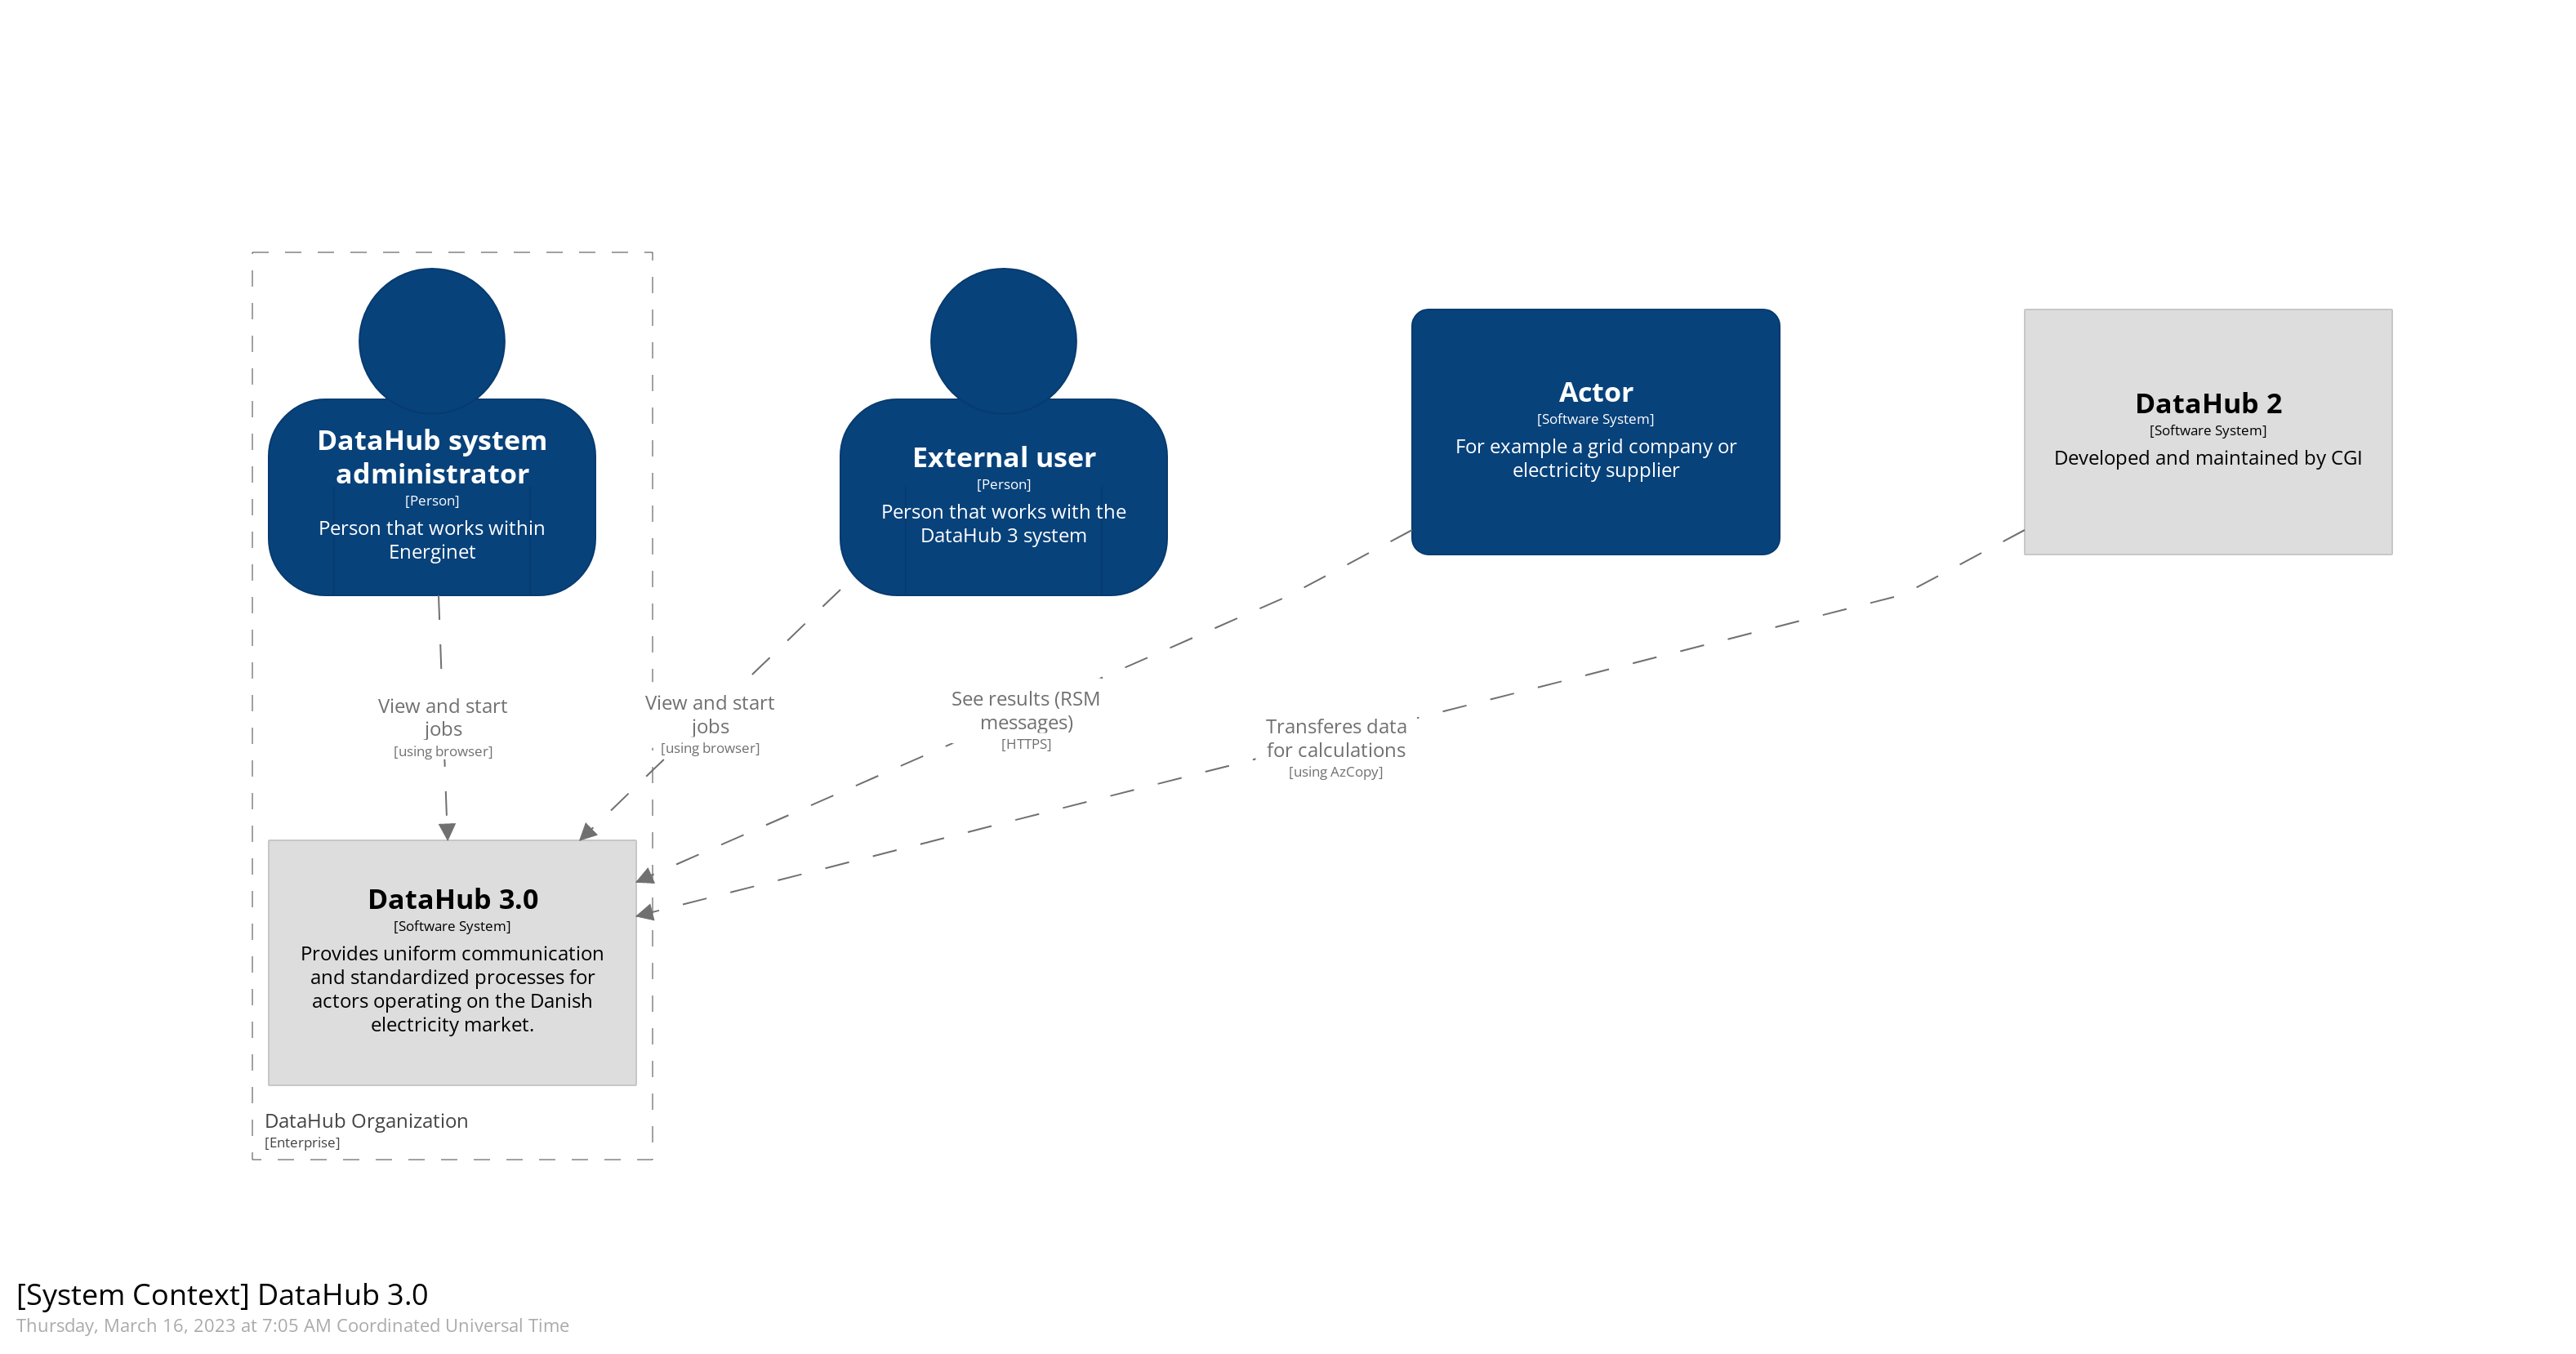 DataHub system
administrator
[Person]
Person that works within
Energinet
External user
[Person]
Person that works with the
DataHub 3 system
Actor
[Software System]
For example a grid company or
electricity supplier
DataHub 2
[Software System]
Developed and maintained by CGI
View and start
jobs
[using browser]
View and start
jobs
[using browser]
See results (RSM
messages)
[HTTPS]
Transferes data
for calculations
[using AzCopy]
DataHub 3.0
[Software System]
Provides uniform communication
and standardized processes for
actors operating on the Danish
electricity market.
DataHub Organization
[Enterprise]
[System Context] DataHub 3.0
Thursday, March 16, 2023 at 7:05 AM Coordinated Universal Time